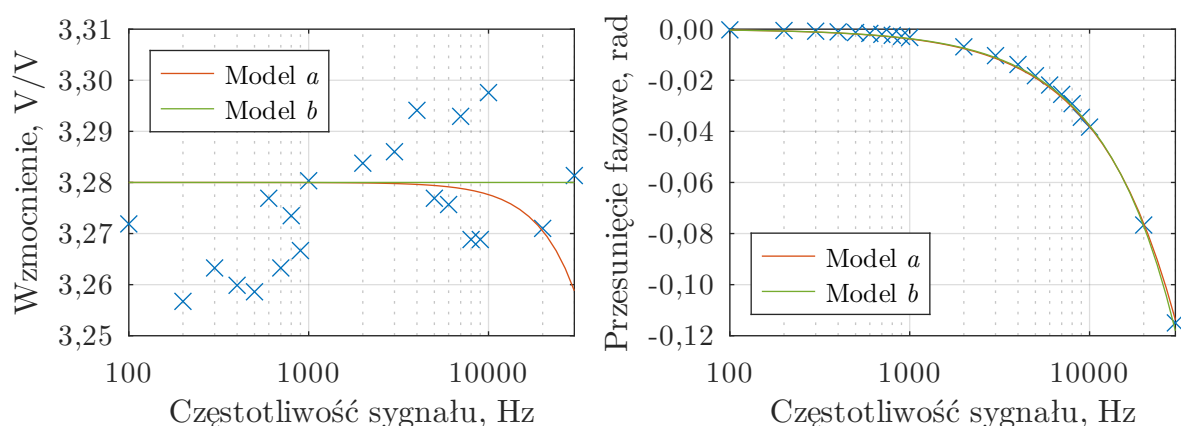 Wzmocnienie, V/V
3,31
3,30
3,29
3,28
3,27
3,26
3,25
Model a
Model b
100
1000
10000
Częstotliwość sygnału, Hz
Przesunięcie fazowe, rad
0,00
-0,02
-0,04
-0,06
-0,08
-0,10
-0,12
Model a
Model b
100
1000
10000
Częstotliwość sygnału, Hz